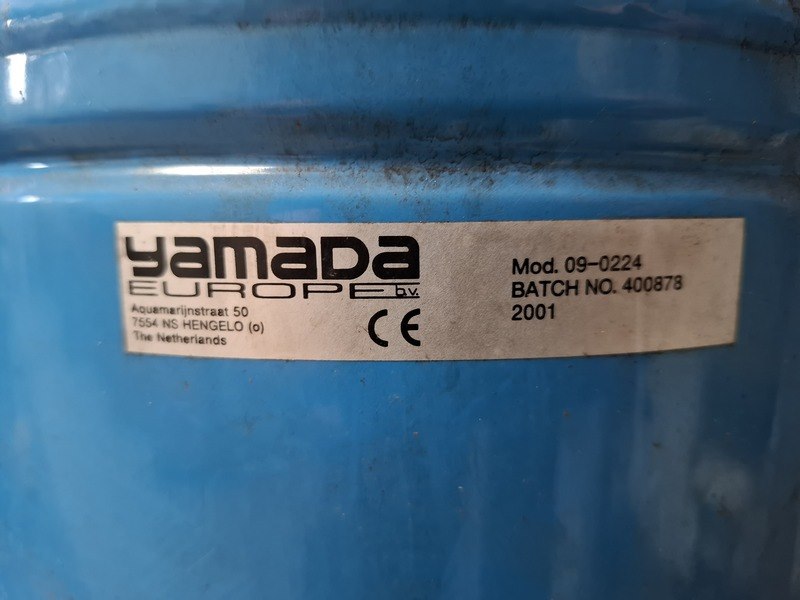 yamada
EUROPE b.v.
Aquamarijnstraat 50
7554 NS HENGELO (o)
The Netherlands
CE
Mod. 09-0224
BATCH NO. 400878
2001